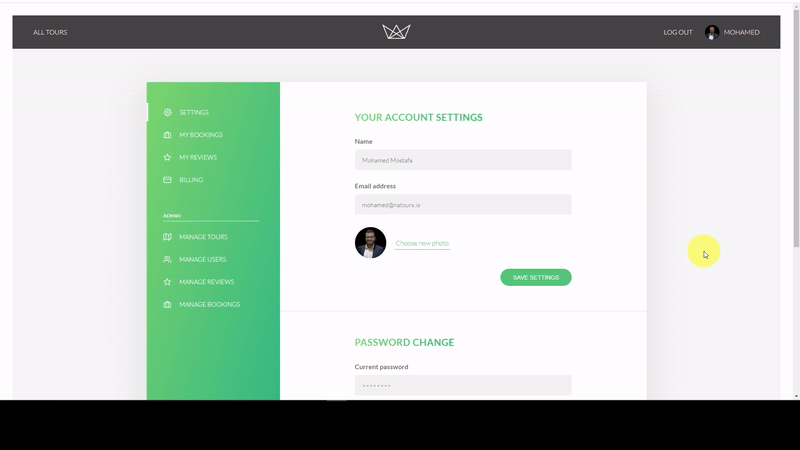 ALL TOURS
LOG OUT
MOHAMED
SETTINGS
MY BOOKINGS
MY REVIEWS
BILLING
ADMIN
MANAGE TOURS
MANAGE USERS
MANAGE REVIEWS
MANAGE BOOKINGS
YOUR ACCOUNT SETTINGS
Name
Mohamed Mostafa
Email address
mohamed@natours.io
Choose new photo
SAVE SETTINGS
PASSWORD CHANGE
Current password
••••••••